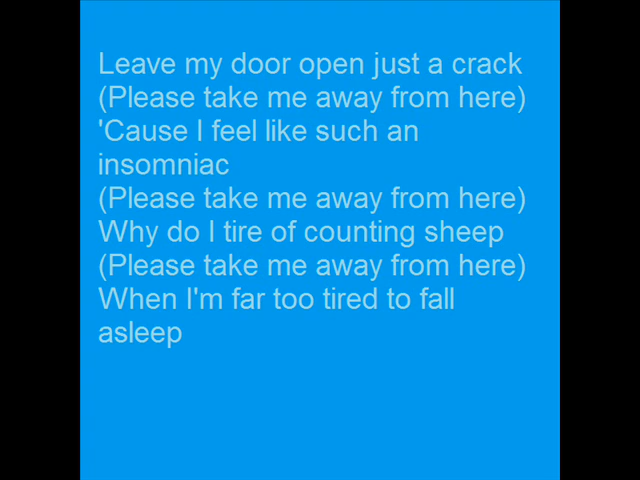 Leave my door open just a crack
(Please take me away from here)
'Cause I feel like such an
insomniac
(Please take me away from here)
Why do I tire of counting sheep
(Please take me away from here)
When I'm far too tired to fall
asleep